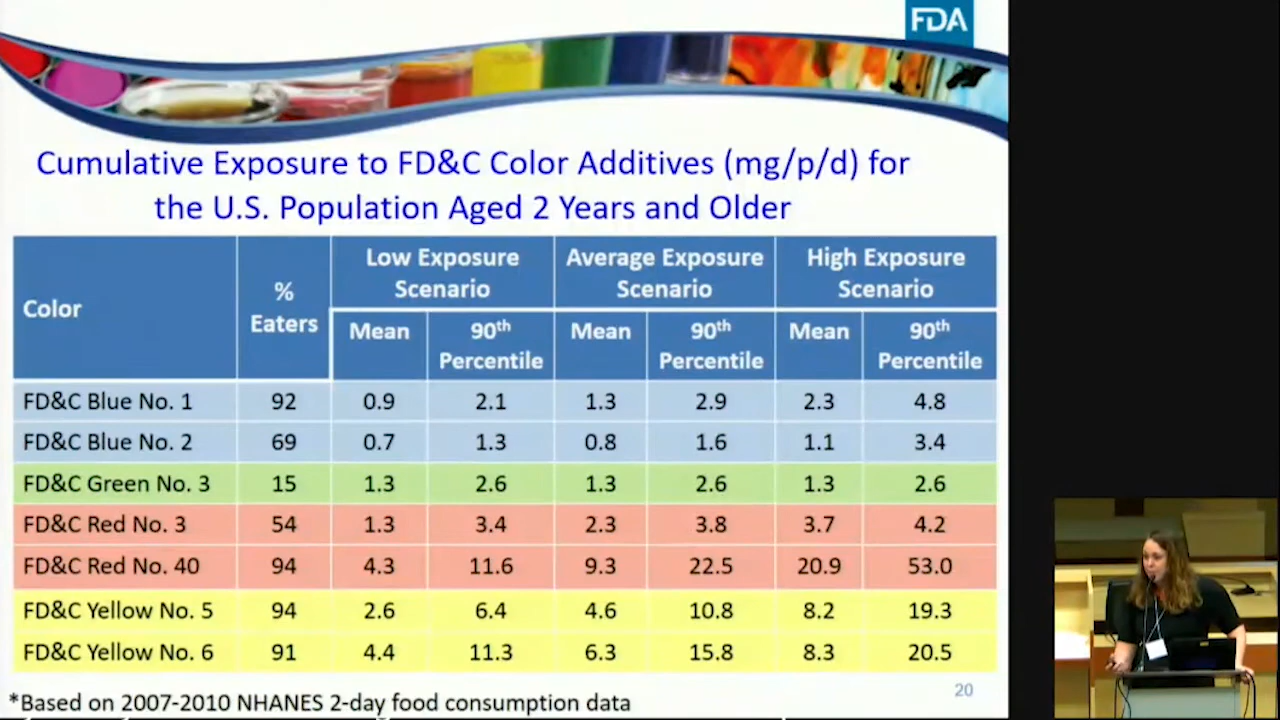 FDA
Cumulative Exposure to FD&C Color Additives (mg/p/d) for
the U.S. Population Aged 2 Years and Older
Color
% Eaters
Low Exposure Scenario
Average Exposure Scenario
High Exposure Scenario
Mean
90th Percentile
Mean
90th Percentile
Mean
90th Percentile
FD&C Blue No. 1 92 0.9 2.1 1.3 2.9 2.3 4.8
FD&C Blue No. 2 69 0.7 1.3 0.8 1.6 1.1 3.4
FD&C Green No. 3 15 1.3 2.6 1.3 2.6 1.3 2.6
FD&C Red No. 3 54 1.3 3.4 2.3 3.8 3.7 4.2
FD&C Red No. 40 94 4.3 11.6 9.3 22.5 20.9 53.0
FD&C Yellow No. 5 94 2.6 6.4 4.6 10.8 8.2 19.3
FD&C Yellow No. 6 91 4.4 11.3 6.3 15.8 8.3 20.5
*Based on 2007-2010 NHANES 2-day food consumption data
20